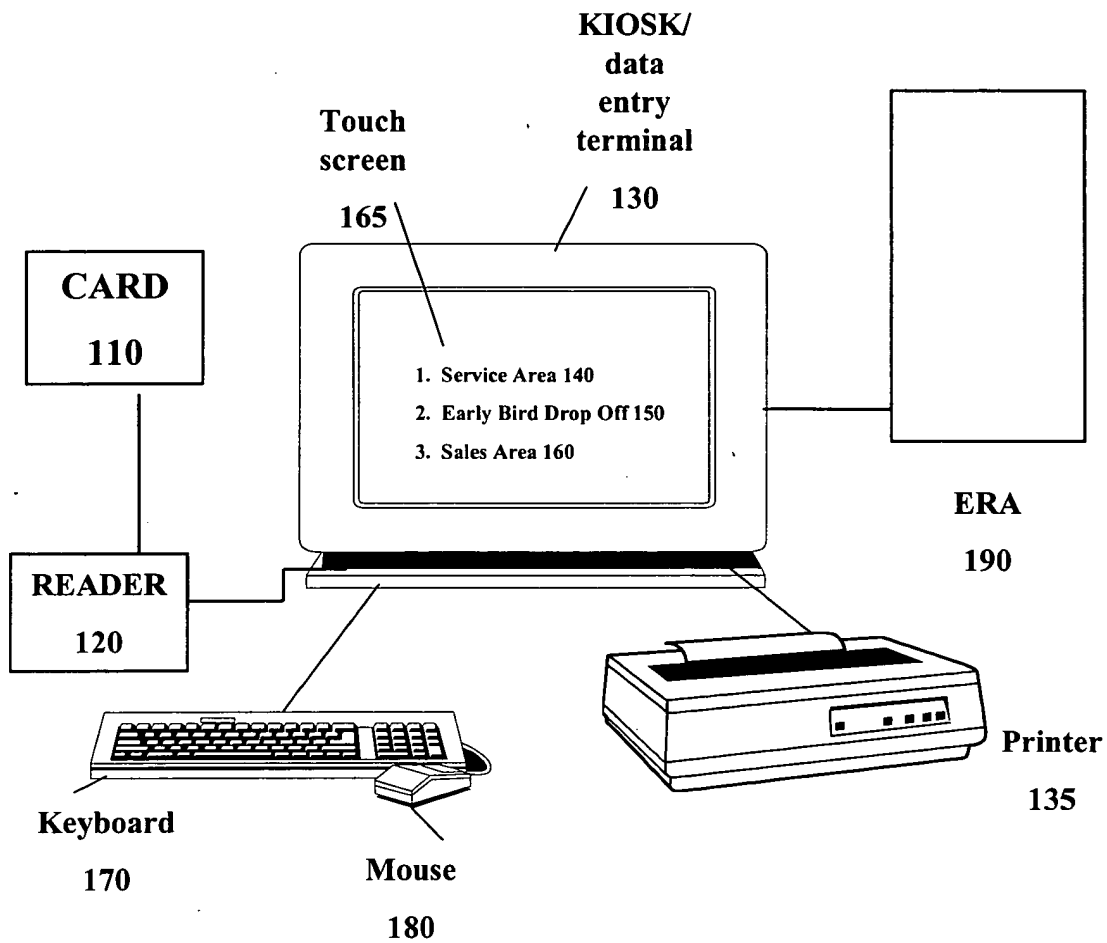 KIOSK/
data
entry
terminal
130
Touch
screen
165
CARD
110
1. Service Area 140
2. Early Bird Drop Off 150
3. Sales Area 160
ERA
190
READER
120
Printer
135
Keyboard
170
Mouse
180